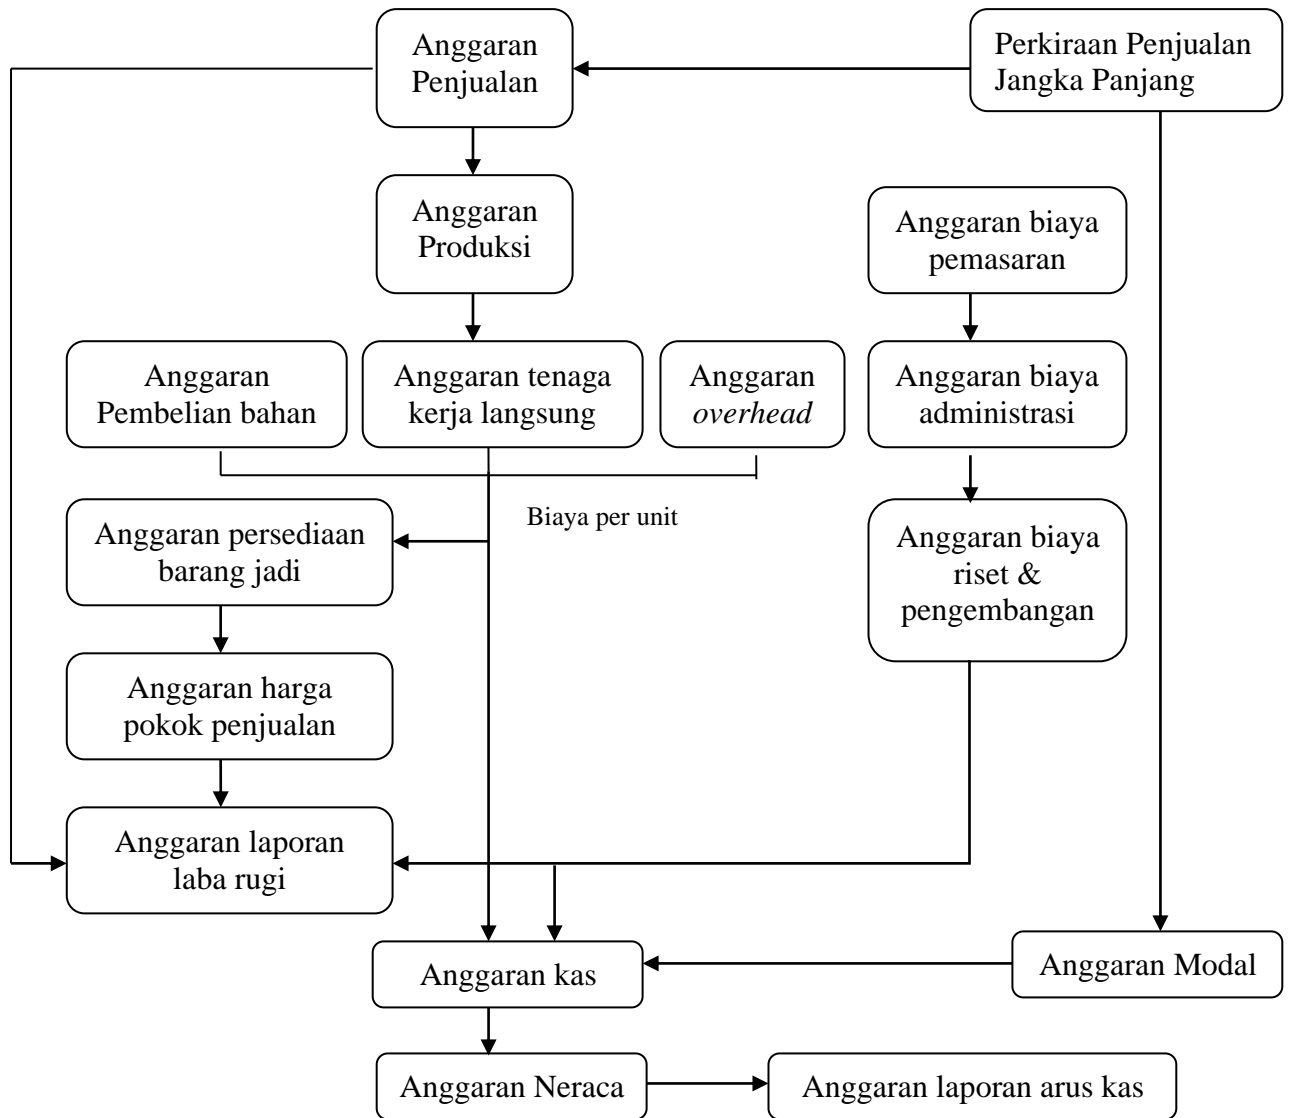 Anggaran
Penjualan
Perkiraan Penjualan
Jangka Panjang
Anggaran
Produksi
Anggaran biaya
pemasaran
Anggaran
Pembelian bahan
Anggaran tenaga
kerja langsung
Anggaran
overhead
Anggaran biaya
administrasi
Anggaran persediaan
barang jadi
Biaya per unit
Anggaran biaya
riset &
pengembangan
Anggaran harga
pokok penjualan
Anggaran laporan
laba rugi
Anggaran kas
Anggaran Modal
Anggaran Neraca
Anggaran laporan arus kas